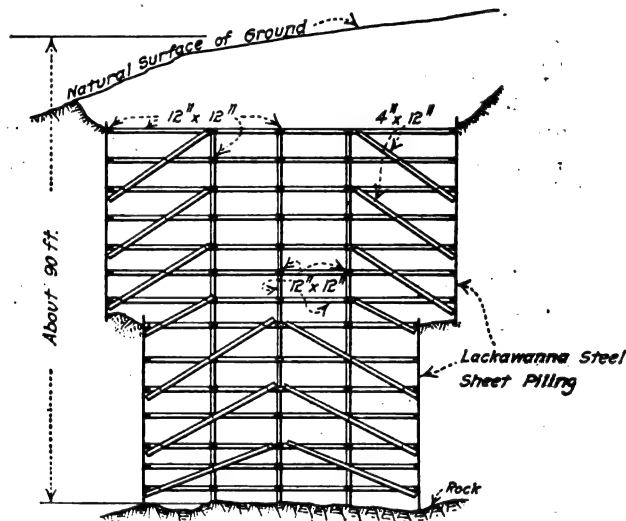 Natural Surface of Ground
12" x 12"
4" x 12"
About 90 ft.
12" x 12"
Lackawanna Steel
Sheet Piling
Rock